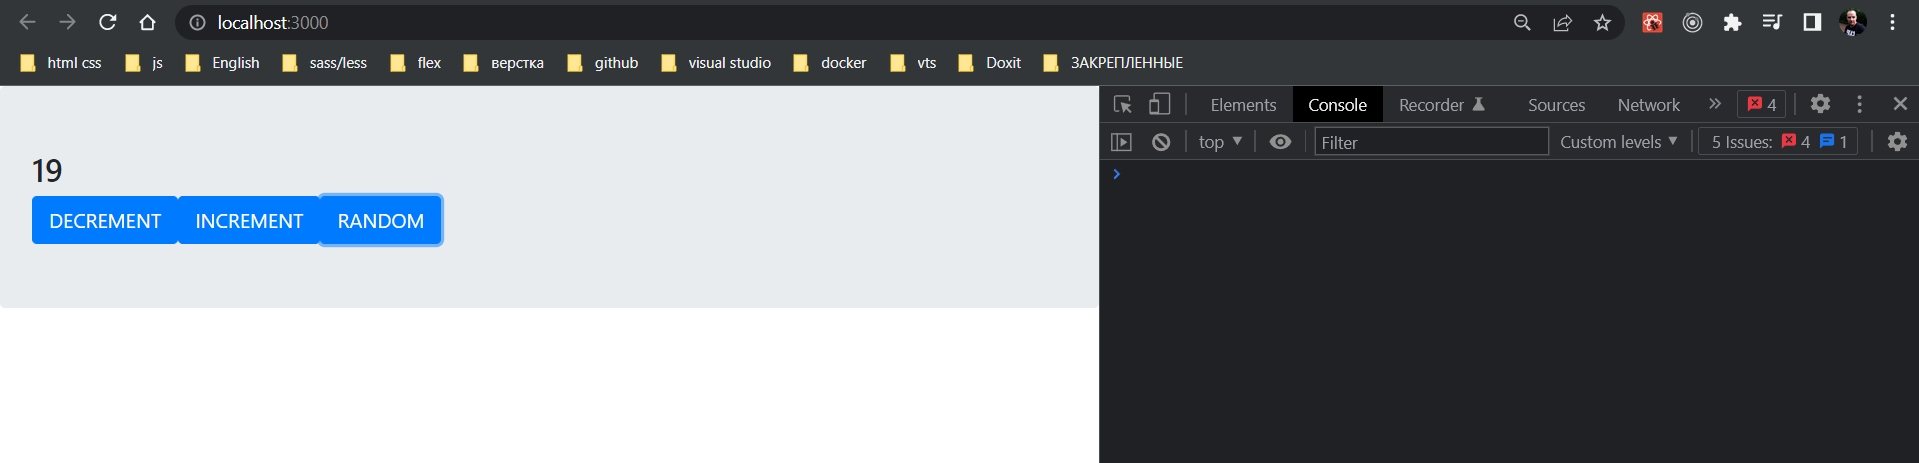 localhost:3000
html css js English sass/less flex верстка github visual studio docker vts Doxit ЗАКРЕПЛЕННЫЕ
Elements Console Recorder Sources Network 4
top Filter Custom levels 5 Issues: 4 1
19
DECREMENT INCREMENT RANDOM